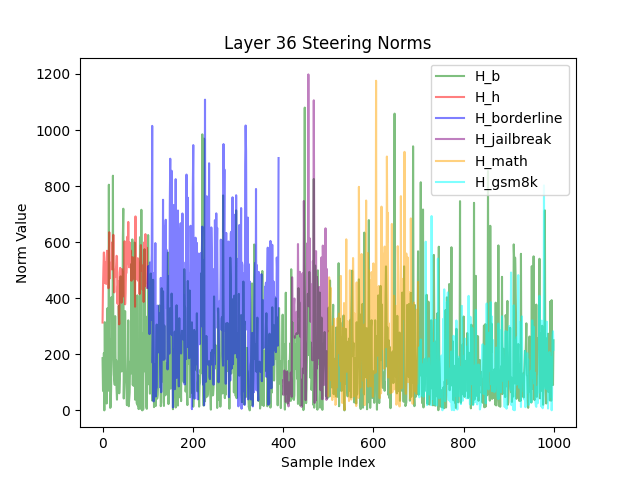 Layer 36 Steering Norms
Norm Value
1200
1000
800
600
400
200
0
H_b
H_h
H_borderline
H_jailbreak
H_math
H_gsm8k
0
200
400
600
800
1000
Sample Index